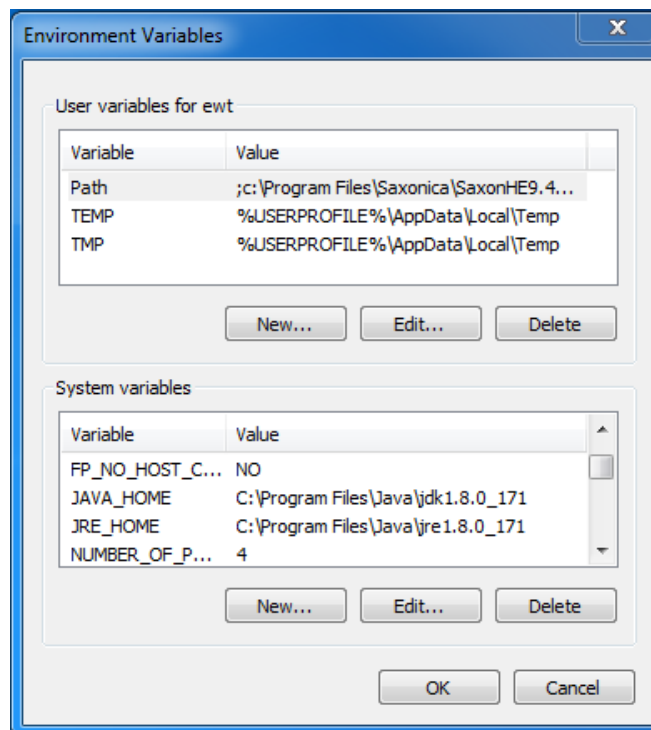 Environment Variables
User variables for ewt
Variable Value
Path ;c:\Program Files\Saxonica\SaxonHE9.4...
TEMP %USERPROFILE%\AppData\Local\Temp
TMP %USERPROFILE%\AppData\Local\Temp
New... Edit... Delete
System variables
Variable Value
FP_NO_HOST_C... NO
JAVA_HOME C:\Program Files\Java\jdk1.8.0_171
JRE_HOME C:\Program Files\Java\jre1.8.0_171
NUMBER_OF_P... 4
New... Edit... Delete
OK Cancel